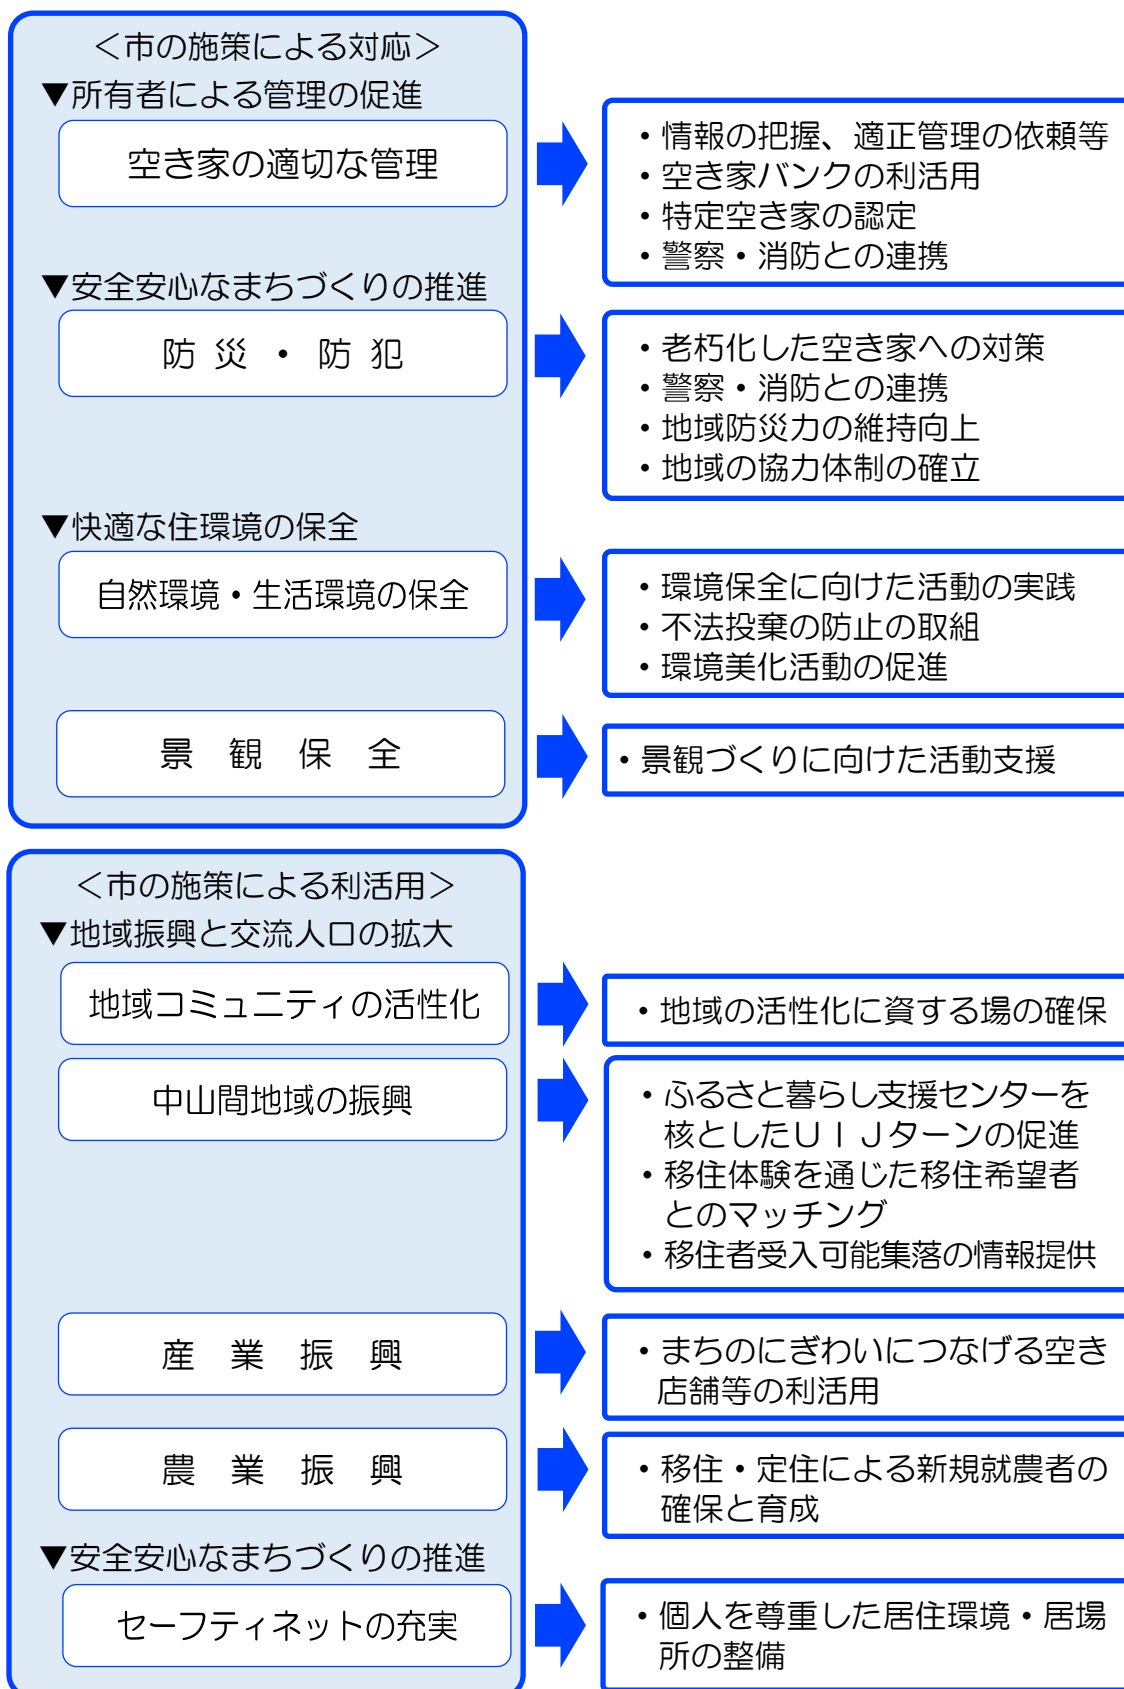 ＜市の施策による対応＞
▼所有者による管理の促進
空き家の適切な管理
・情報の把握、適正管理の依頼等
・空き家バンクの利活用
・特定空き家の認定
・警察・消防との連携
▼安全安心なまちづくりの推進
防 災 ・ 防 犯
・老朽化した空き家への対策
・警察・消防との連携
・地域防災力の維持向上
・地域の協力体制の確立
▼快適な住環境の保全
自然環境・生活環境の保全
・環境保全に向けた活動の実践
・不法投棄の防止の取組
・環境美化活動の促進
景 観 保 全
・景観づくりに向けた活動支援
＜市の施策による利活用＞
▼地域振興と交流人口の拡大
地域コミュニティの活性化
・地域の活性化に資する場の確保
中山間地域の振興
・ふるさと暮らし支援センターを
核としたＵＩＪターンの促進
・移住体験を通じた移住希望者
とのマッチング
・移住者受入可能集落の情報提供
産 業 振 興
・まちのにぎわいにつなげる空き
店舗等の利活用
農 業 振 興
・移住・定住による新規就農者の
確保と育成
▼安全安心なまちづくりの推進
セーフティネットの充実
・個人を尊重した居住環境・居場
所の整備